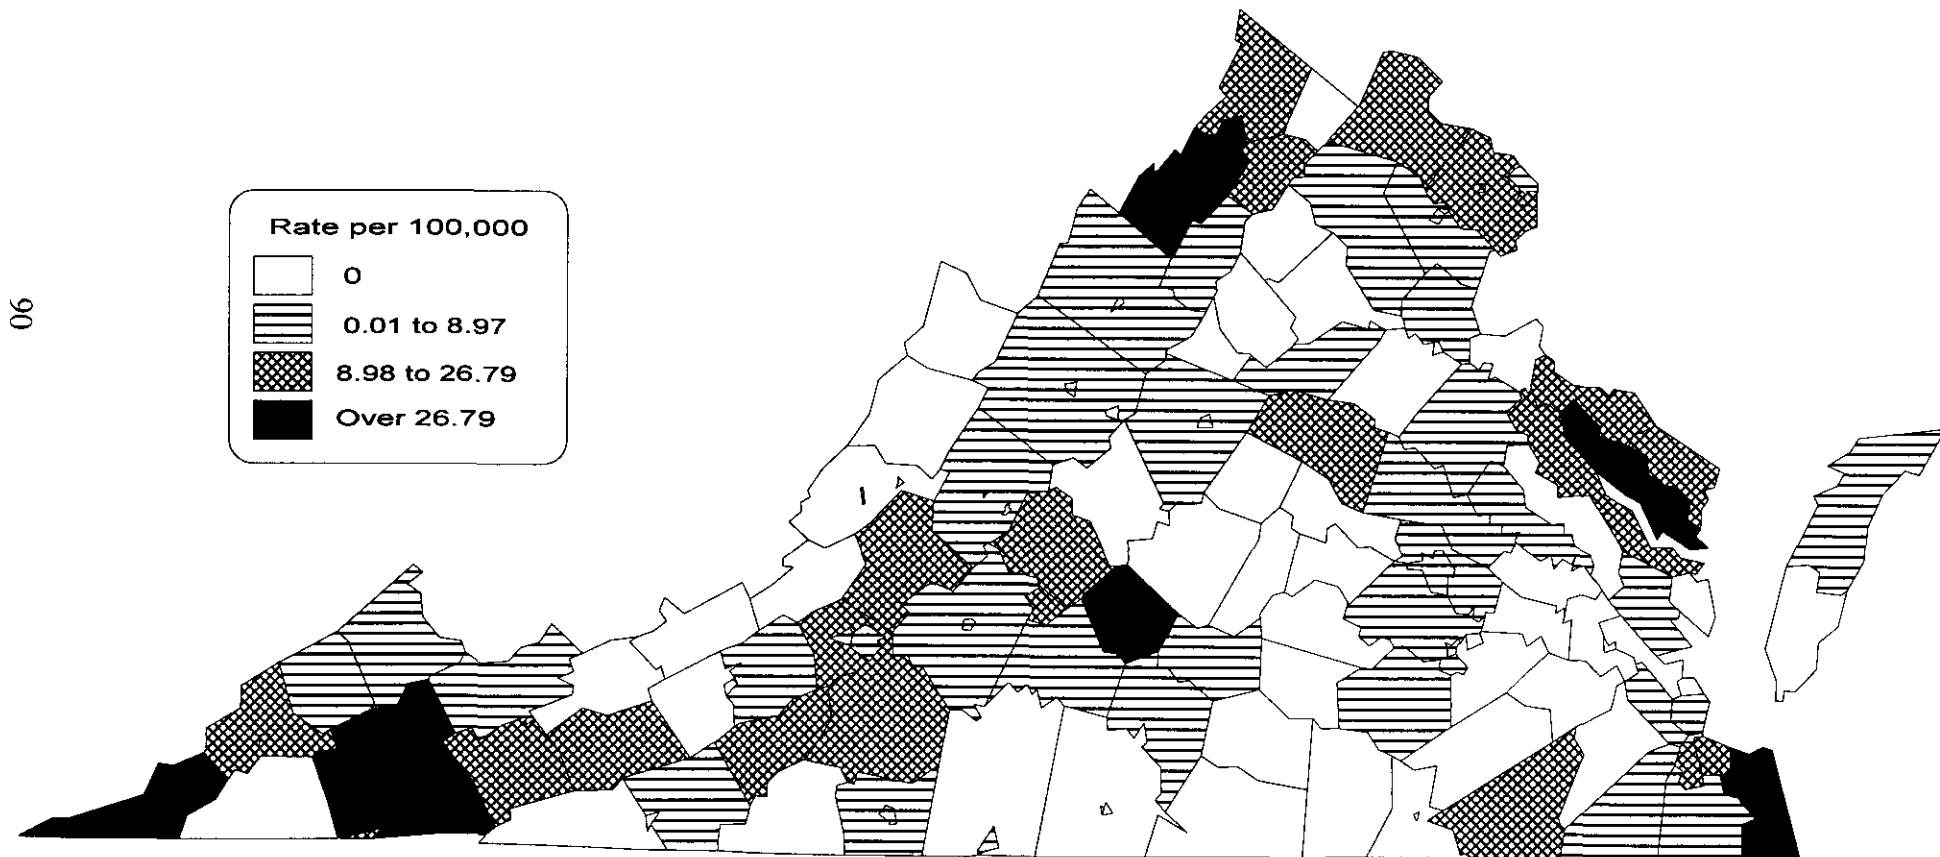 90
Rate per 100,000
0
0.01 to 8.97
8.98 to 26.79
Over 26.79